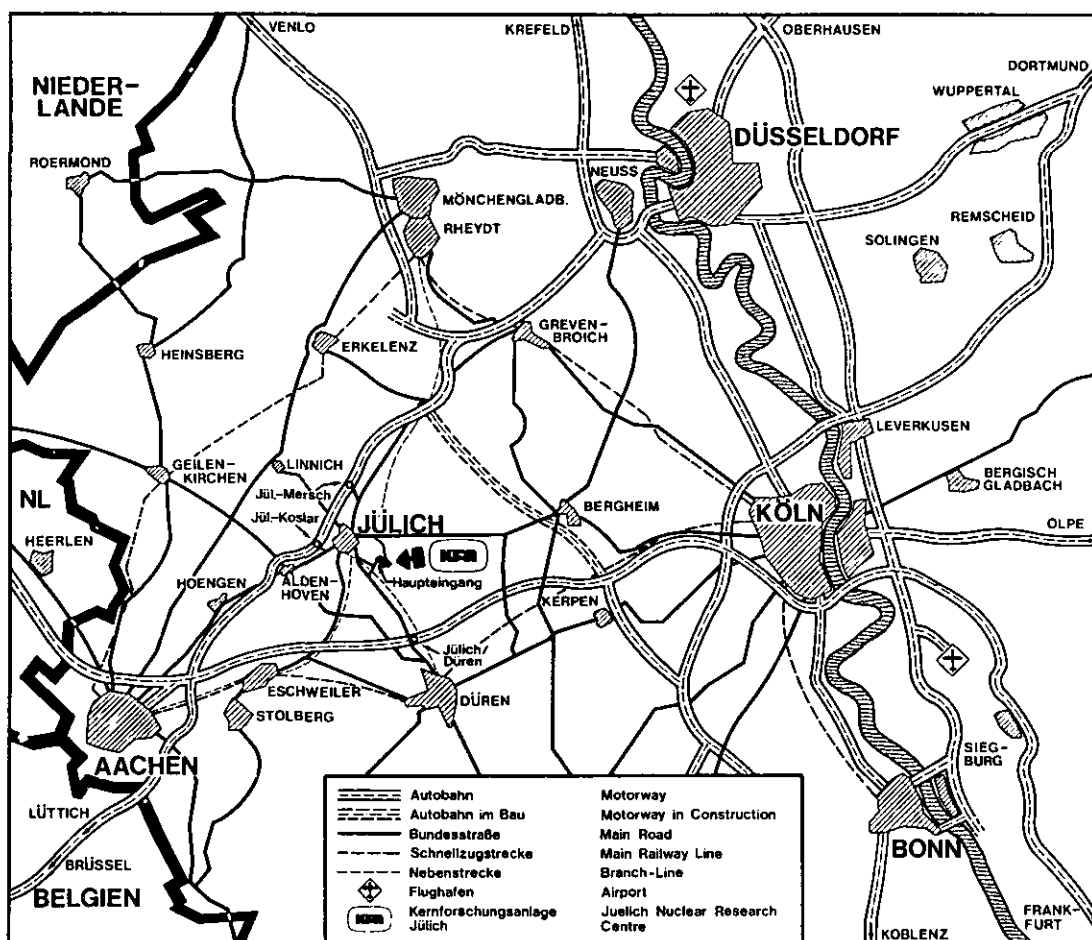 VENLO
KREFELD
OBERHAUSEN
DORTMUND
NIEDER-
LANDE
WUPPERTAL
DÜSSELDORF
ROERMOND
NEUSS
MÖNCHENGLADB.
RHEYDT
REMSCHEID
SOLINGEN
GREVEN-
BROICH
ERKELENZ
HEINSBERG
LEVERKUSEN
GEILEN-
KIRCHEN
LINNICH
BERGISCH
GLADBACH
NL
Jül.-Mersch
BERGHEIM
KÖLN
Jül.-Koslar
JÜLICH
OLPE
HEERLEN
KFA
Haupteingang
HOENGEN
ALDEN-
HOVEN
KERPEN
Jülich/
Düren
ESCHWEILER
DÜREN
STOLBERG
SIEG-
BURG
AACHEN
LÜTTICH
BONN
BRÜSSEL
BELGIEN
FRANK-
FURT
KOBLENZ
Autobahn Motorway
Autobahn im Bau Motorway in Construction
Bundesstraße Main Road
Schnellzugstrecke Main Railway Line
Nebenstrecke Branch-Line
Flughafen Airport
KFA Kernforschungsanlage Juelich Nuclear Research
Jülich Centre